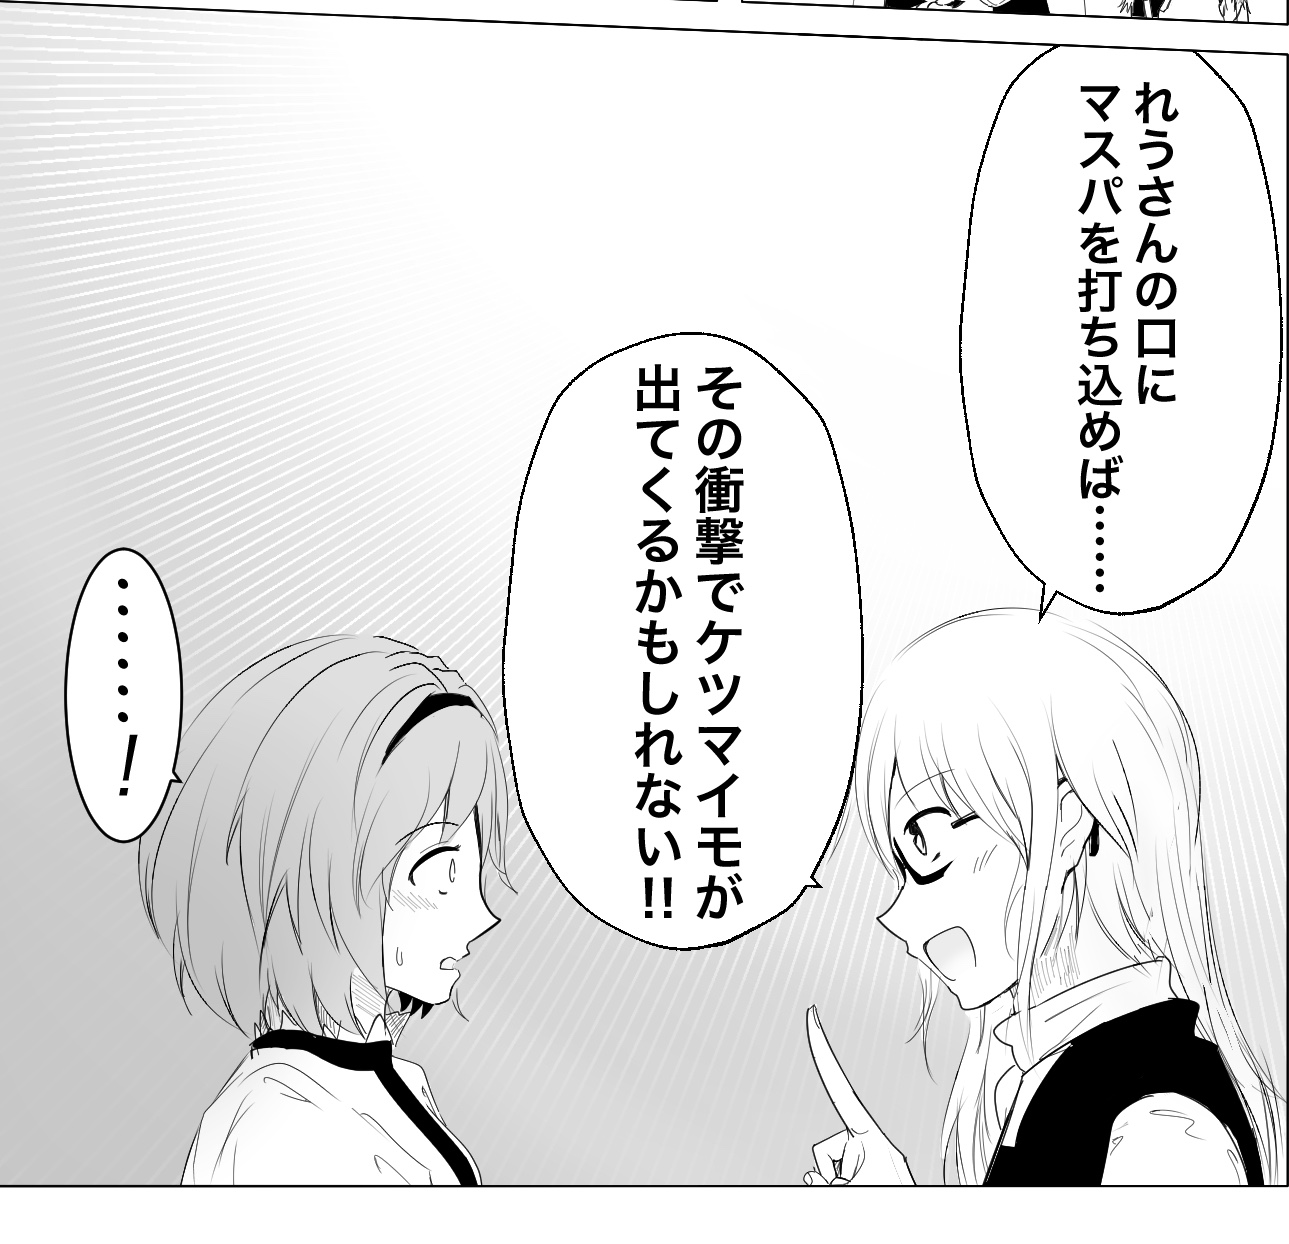 れうさんの口に
マスパを打ち込めば……
その衝撃でケツマイモが
出てくるかもしれない!!
……!